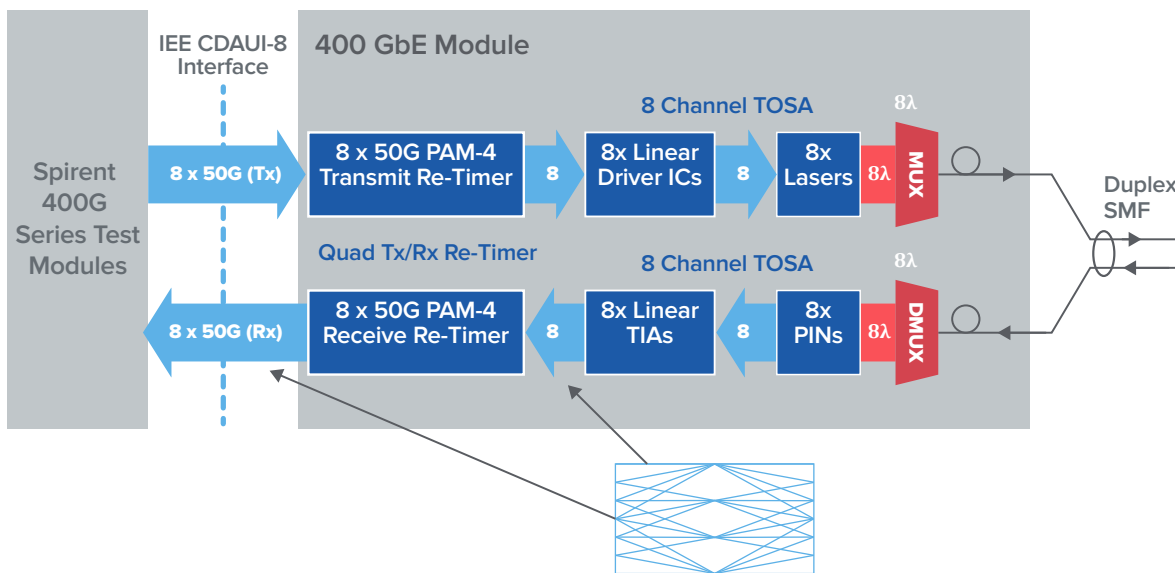 IEE CDAUI-8
Interface
400 GbE Module
8 Channel TOSA
8λ
Spirent
400G
Series Test
Modules
8 x 50G (Tx)
8 x 50G PAM-4
Transmit Re-Timer
8
8x Linear
Driver ICs
8
8x
Lasers
8λ
MUX
Duplex
SMF
Quad Tx/Rx Re-Timer
8 Channel TOSA
8λ
8 x 50G (Rx)
8 x 50G PAM-4
Receive Re-Timer
8
8x Linear
TIAs
8
8x
PINs
8λ
DMUX